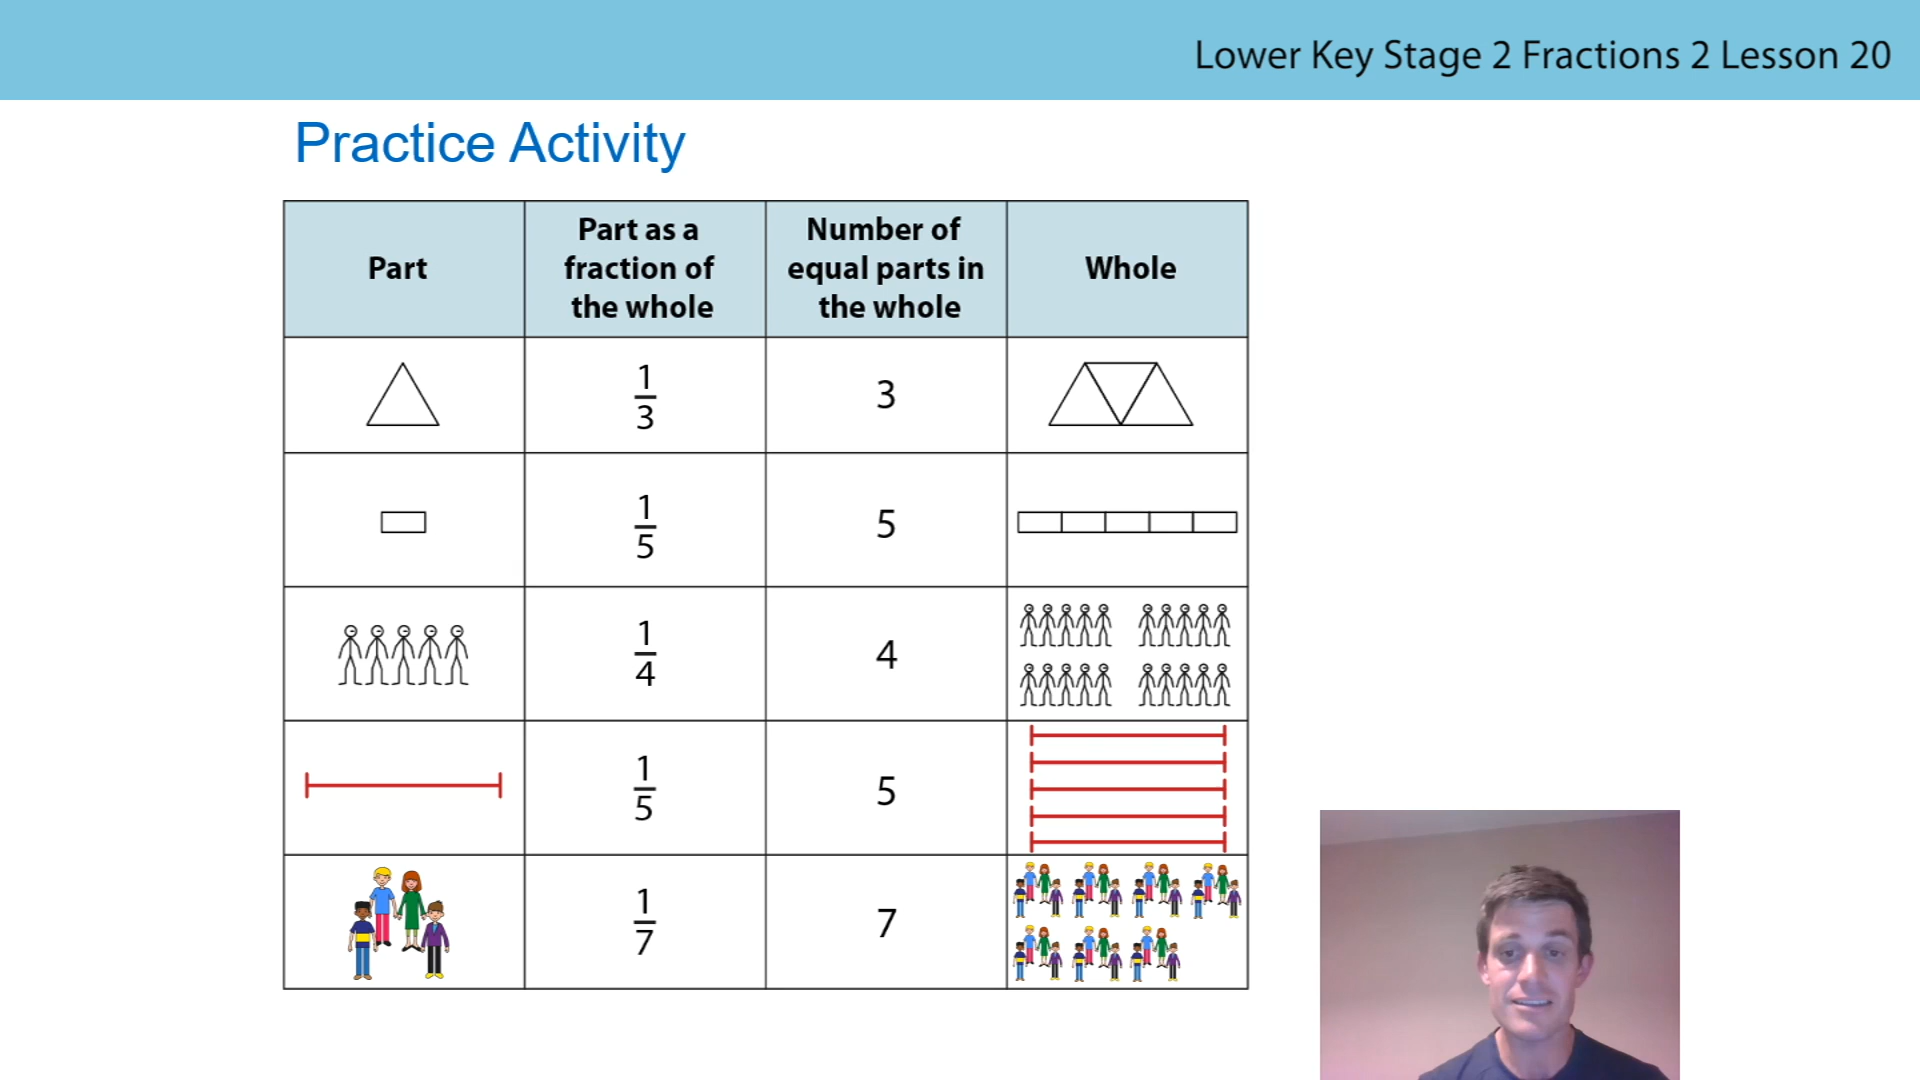 Lower Key Stage 2 Fractions 2 Lesson 20
Practice Activity
Part
Part as a
fraction of
the whole
Number of
equal parts in
the whole
Whole
1
3
3
1
5
5
1
4
4
1
5
5
1
7
7